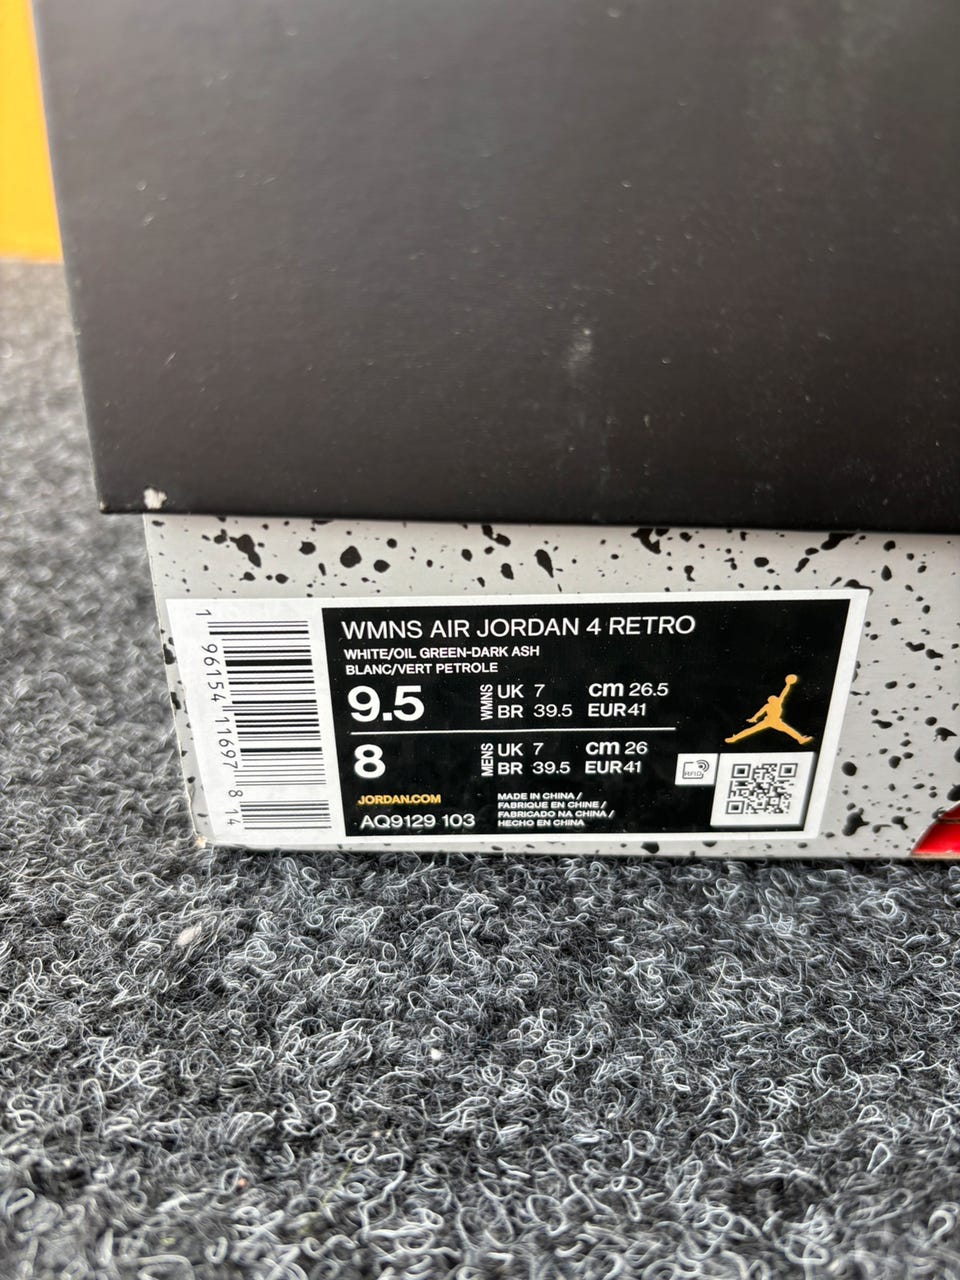 WMNS AIR JORDAN 4 RETRO
WHITE/OIL GREEN-DARK ASH
BLANC/VERT PETROLE
9.5 WMNS UK 7 cm 26.5
BR 39.5 EUR 41
8 MENS UK 7 cm 26
BR 39.5 EUR 41
JORDAN.COM
AQ9129 103
MADE IN CHINA /
FABRIQUE EN CHINE /
FABRICADO NA CHINA /
HECHO EN CHINA
RFID
1 96154 11697 8 14